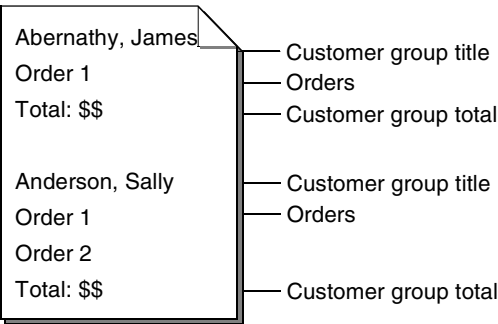 Abernathy, James
Customer group title
Order 1
Orders
Total: $$
Customer group total
Anderson, Sally
Customer group title
Order 1
Orders
Order 2
Total: $$
Customer group total